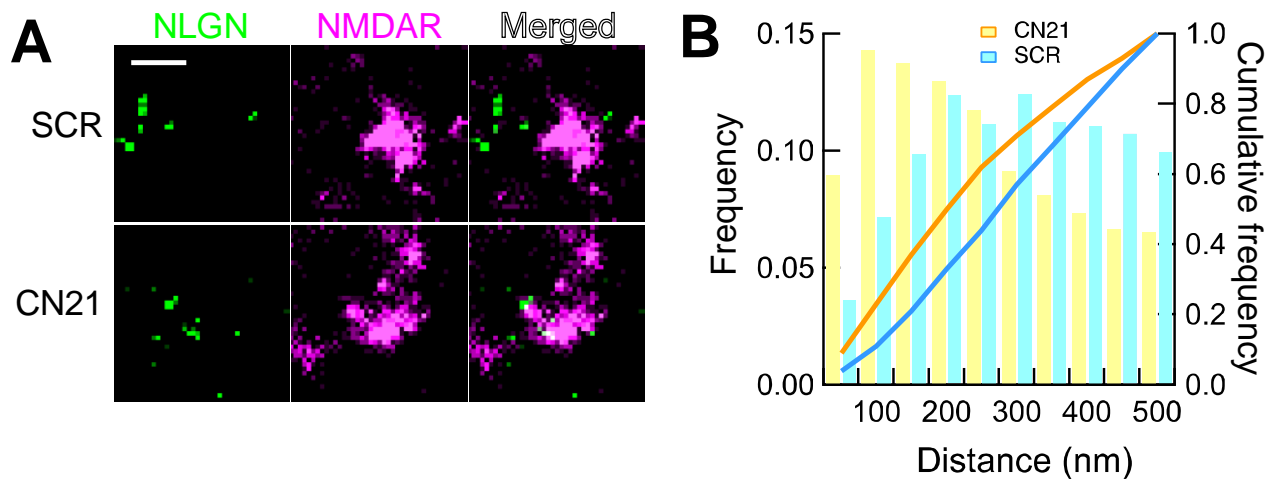 A
NLGN NMDAR Merged
SCR
CN21
B
CN21
SCR
0.15
0.10
0.05
0.00
Frequency
1.0
0.8
0.6
0.4
0.2
0.0
Cumulative frequency
100 200 300 400 500
Distance (nm)